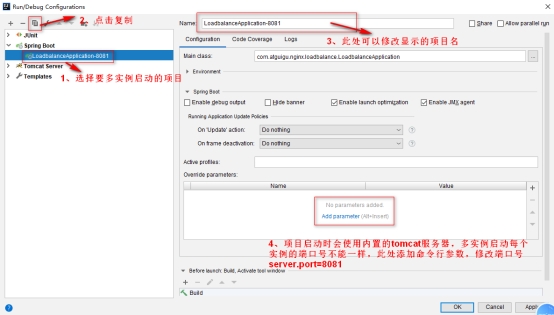 Run/Debug Configurations
2、点击复制
Name:
LoadbalanceApplication-8081
Share
Allow parallel run
JUnit
Spring Boot
LoadbalanceApplication-8081
Tomcat Server
Templates
1、选择要多实例启动的项目
3、此处可以修改显示的项目名
Configuration
Code Coverage
Logs
Main class:
com.atguigu.nginx.loadbalance.LoadbalanceApplication
...
Environment
Spring Boot
Enable debug output
Hide banner
Enable launch optimization
Enable JMX agent
Running Application Update Policies
On 'Update' action:
Do nothing
On frame deactivation:
Do nothing
Active profiles:
Override parameters:
Name
Value
No parameters added.
Add parameter (Alt+Insert)
4、项目启动时会使用内置的tomcat服务器，多实例启动每个
实例的端口号不能一样，此处添加命令行参数，修改端口号
server.port=8081
Before launch: Build, Activate tool window
Build
OK
Cancel
Apply